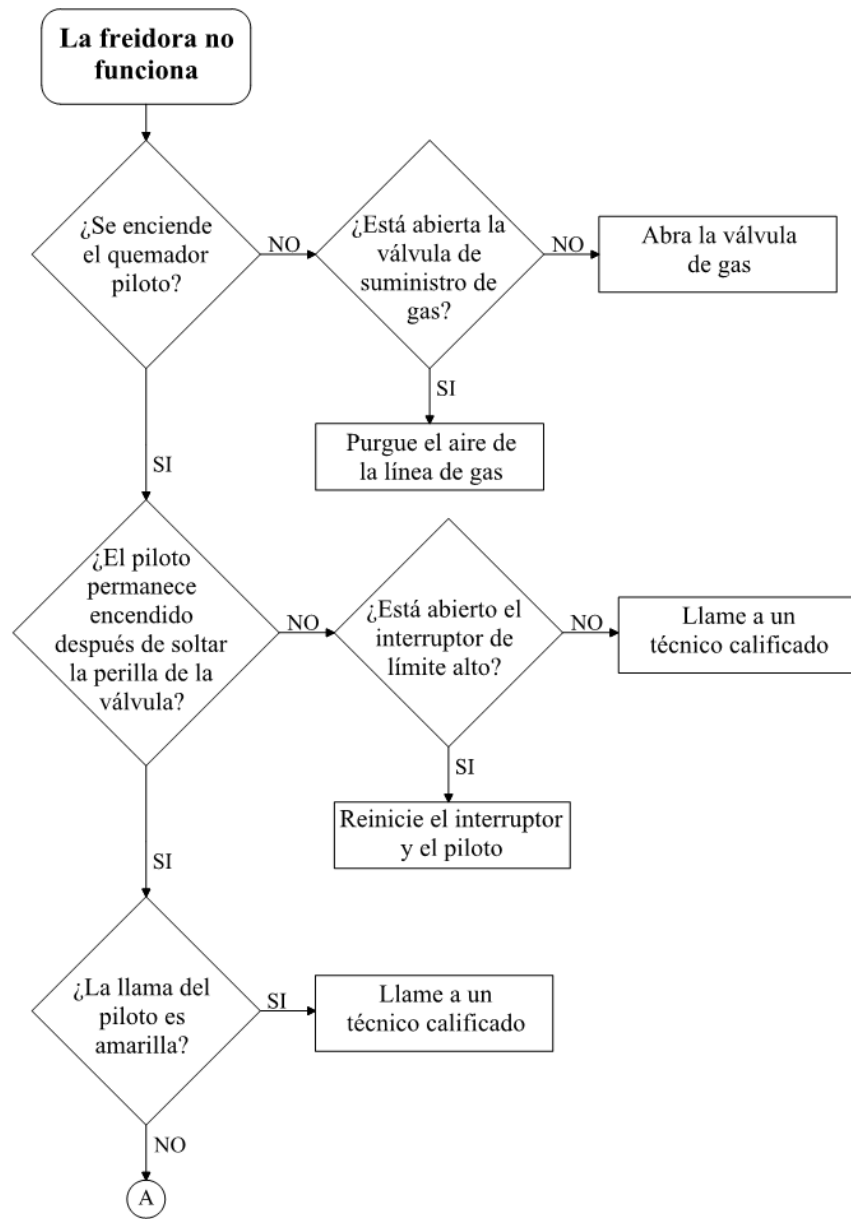 La freidora no
funciona
¿Se enciende
el quemador
piloto?
NO
¿Está abierta la
válvula de
suministro de
gas?
NO
Abra la válvula
de gas
SI
Purgue el aire de
la línea de gas
SI
¿El piloto
permanece
encendido
después de soltar
la perilla de la
válvula?
NO
¿Está abierto el
interruptor de
límite alto?
NO
Llame a un
técnico calificado
SI
Reinicie el interruptor
y el piloto
SI
¿La llama del
piloto es
amarilla?
SI
Llame a un
técnico calificado
NO
A